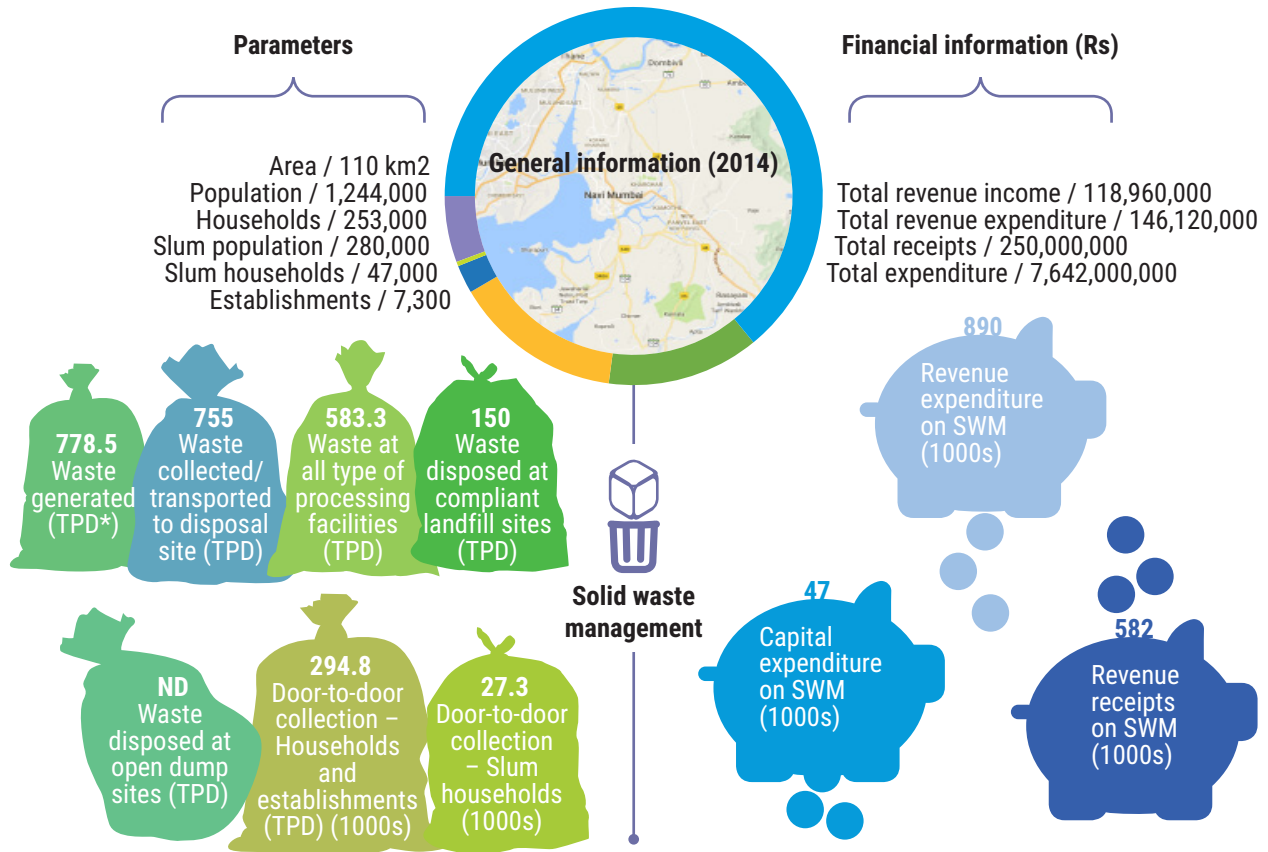 Parameters
Area / 110 km2
Population / 1,244,000
Households / 253,000
Slum population / 280,000
Slum households / 47,000
Establishments / 7,300
General information (2014)
Thane
Dombivli
Navi Mumbai
Financial information (Rs)
Total revenue income / 118,960,000
Total revenue expenditure / 146,120,000
Total receipts / 250,000,000
Total expenditure / 7,642,000,000
778.5
Waste
generated
(TPD*)
755
Waste
collected/
transported
to disposal
site (TPD)
583.3
Waste at
all type of
processing
facilities
(TPD)
150
Waste
disposed at
compliant
landfill sites
(TPD)
ND
Waste
disposed at
open dump
sites (TPD)
294.8
Door-to-door
collection –
Households
and
establishments
(TPD) (1000s)
27.3
Door-to-door
collection
– Slum
households
(1000s)
Solid waste
management
890
Revenue
expenditure
on SWM
(1000s)
47
Capital
expenditure
on SWM
(1000s)
582
Revenue
receipts
on SWM
(1000s)